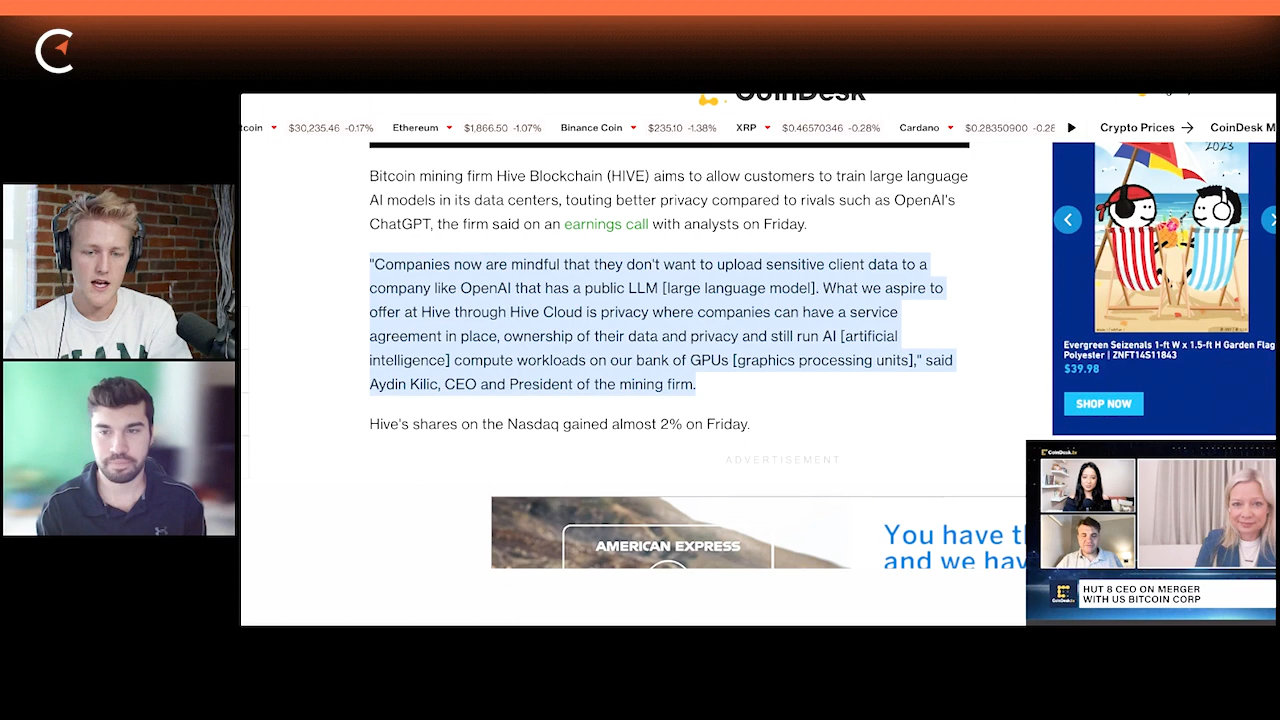 CoinDesk
tcoin $30,235.46 -0.17% Ethereum $1,866.50 -1.07% Binance Coin $235.10 -1.38% XRP $0.46570346 -0.28% Cardano $0.28350900 -0.28 Crypto Prices CoinDesk M
Bitcoin mining firm Hive Blockchain (HIVE) aims to allow customers to train large language
AI models in its data centers, touting better privacy compared to rivals such as OpenAI's
ChatGPT, the firm said on an earnings call with analysts on Friday.
"Companies now are mindful that they don't want to upload sensitive client data to a
company like OpenAI that has a public LLM [large language model]. What we aspire to
offer at Hive through Hive Cloud is privacy where companies can have a service
agreement in place, ownership of their data and privacy and still run AI [artificial
intelligence] compute workloads on our bank of GPUs [graphics processing units]," said
Aydin Kilic, CEO and President of the mining firm.
Hive's shares on the Nasdaq gained almost 2% on Friday.
ADVERTISEMENT
AMERICAN EXPRESS
You have t
and we hav
2023
Evergreen Seizenals 1-ft W x 1.5-ft H Garden Flag
Polyester | ZNFT14S11843
$39.98
SHOP NOW
CoinDesk.tv
CoinDesk.tv
HUT 8 CEO ON MERGER
WITH US BITCOIN CORP